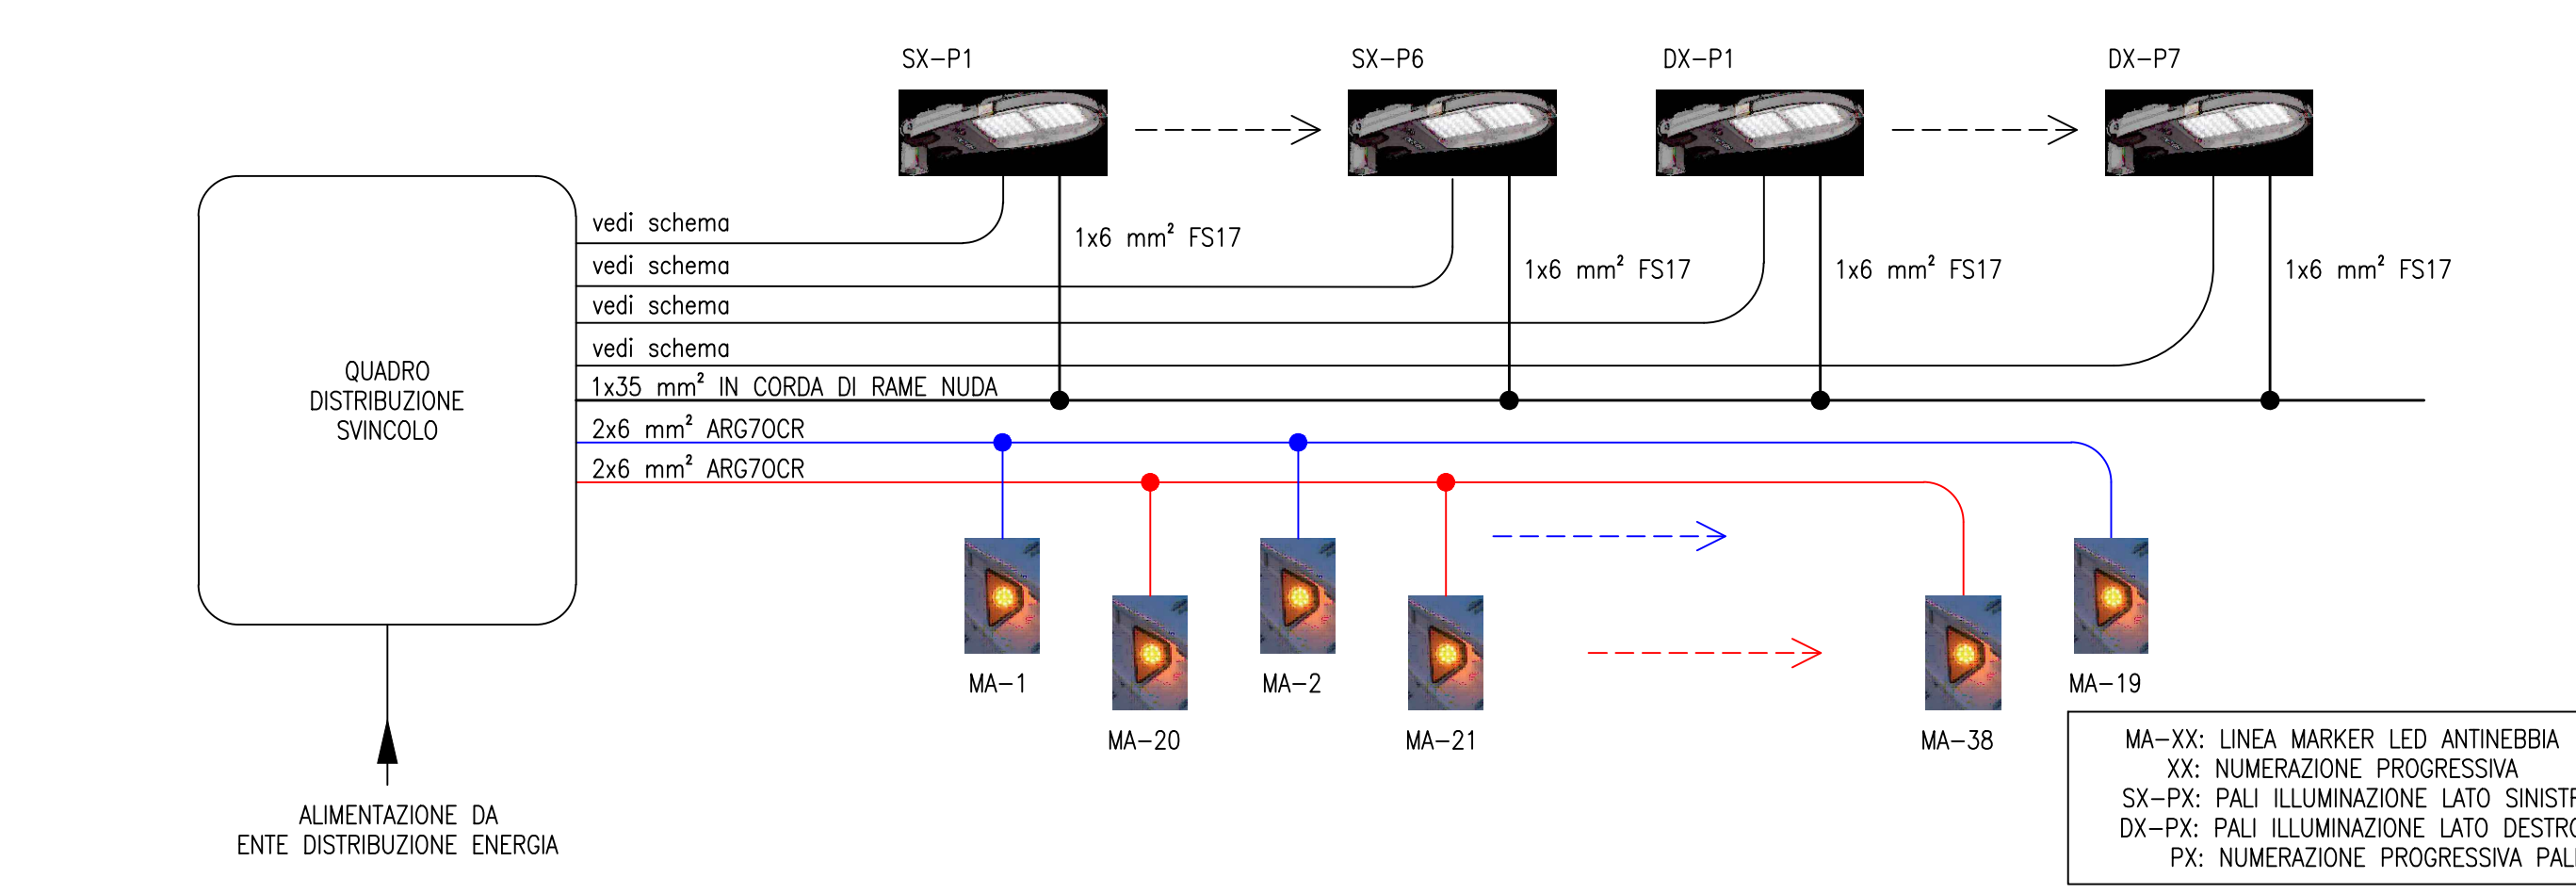 SX-P1
SX-P6
DX-P1
DX-P7
vedi schema
1x6 mm² FS17
vedi schema
1x6 mm² FS17
1x6 mm² FS17
1x6 mm² FS17
vedi schema
vedi schema
QUADRO
DISTRIBUZIONE
SVINCOLO
1x35 mm² IN CORDA DI RAME NUDA
2x6 mm² ARG7OCR
2x6 mm² ARG7OCR
MA-1
MA-2
MA-19
MA-20
MA-21
MA-38
MA-XX: LINEA MARKER LED ANTINEBBIA
XX: NUMERAZIONE PROGRESSIVA
SX-PX: PALI ILLUMINAZIONE LATO SINISTR
DX-PX: PALI ILLUMINAZIONE LATO DESTRO
PX: NUMERAZIONE PROGRESSIVA PALI
ALIMENTAZIONE DA
ENTE DISTRIBUZIONE ENERGIA